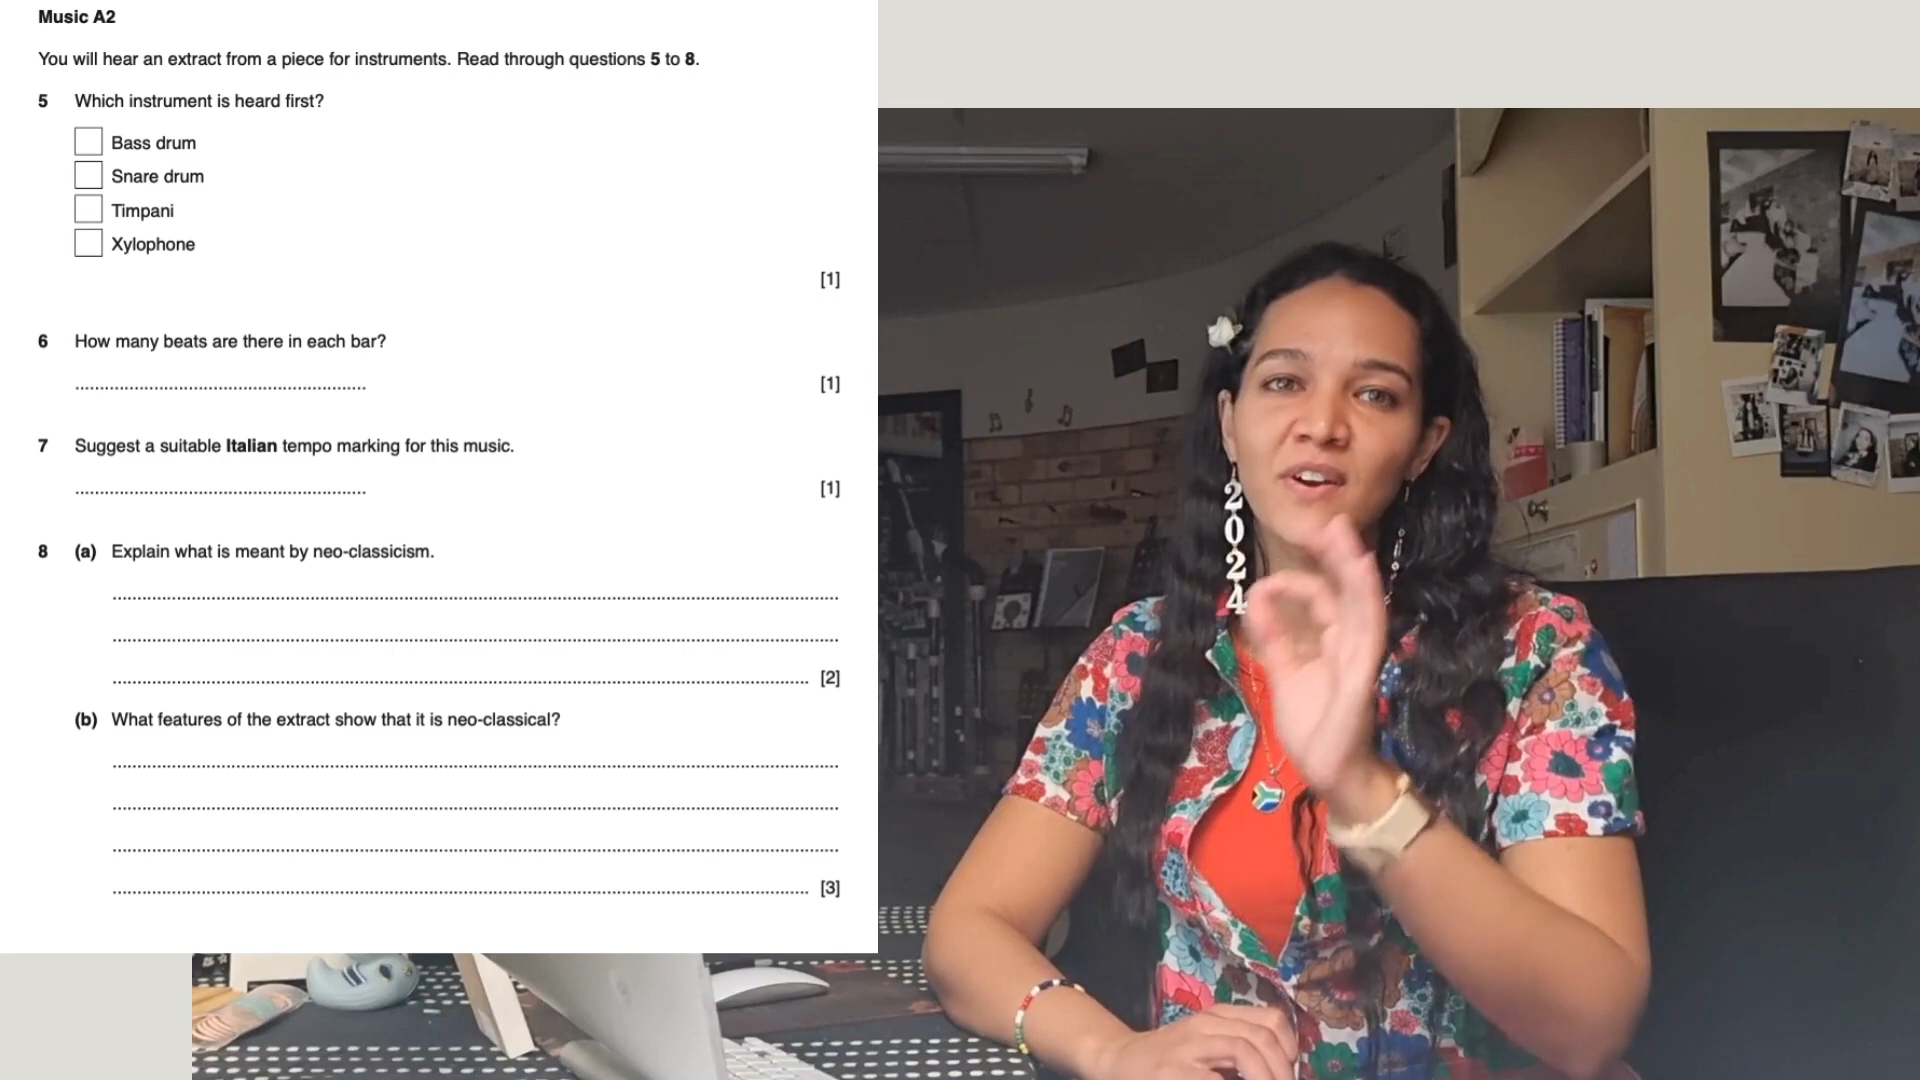 Music A2
You will hear an extract from a piece for instruments. Read through questions 5 to 8.
5 Which instrument is heard first?
Bass drum
Snare drum
Timpani
Xylophone
[1]
6 How many beats are there in each bar?
[1]
7 Suggest a suitable Italian tempo marking for this music.
[1]
8 (a) Explain what is meant by neo-classicism.
[2]
(b) What features of the extract show that it is neo-classical?
[3]
2024